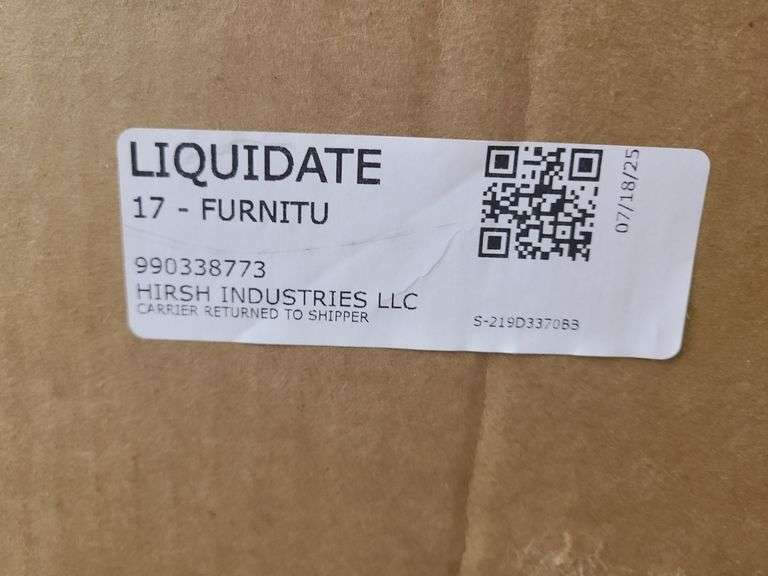 LIQUIDATE
17 - FURNITU
990338773
HIRSH INDUSTRIES LLC
CARRIER RETURNED TO SHIPPER
07/18/25
S-219D3370B3